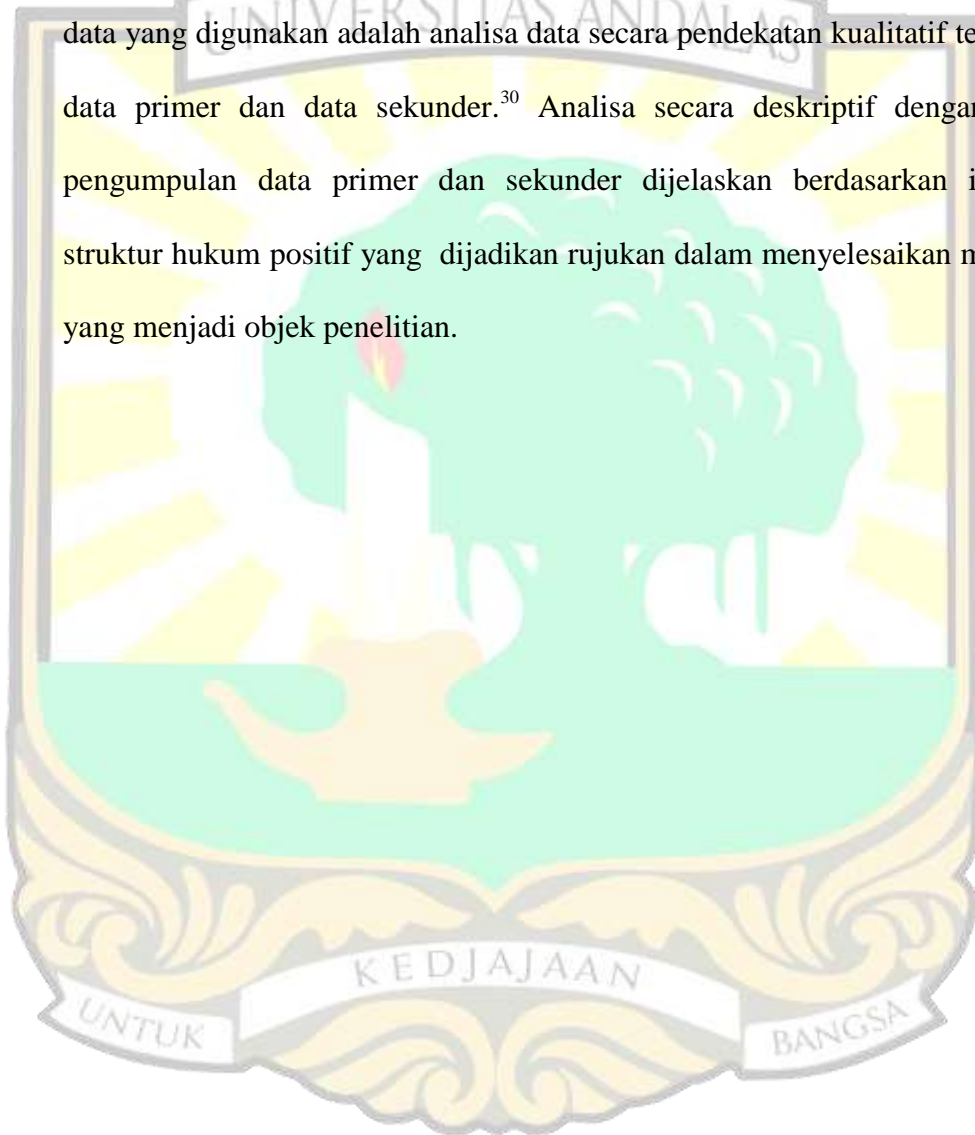 UNIVERSITAS ANDALAS
data yang digunakan adalah analisa data secara pendekatan kualitatif te
data primer dan data sekunder.³⁰ Analisa secara deskriptif dengan
pengumpulan data primer dan sekunder dijelaskan berdasarkan i
struktur hukum positif yang dijadikan rujukan dalam menyelesaikan m
yang menjadi objek penelitian.
KEDJAJAAN
UNTUK
BANGSA